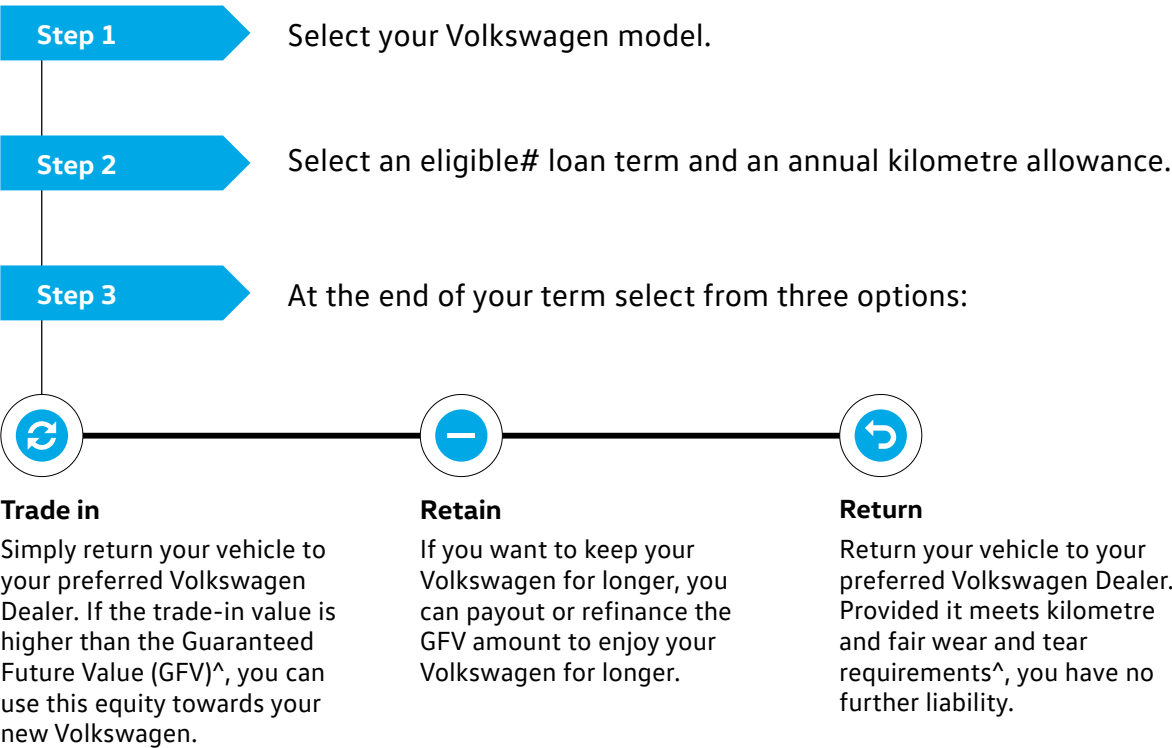 Step 1
Select your Volkswagen model.
Step 2
Select an eligible# loan term and an annual kilometre allowance.
Step 3
At the end of your term select from three options:
Trade in
Simply return your vehicle to
your preferred Volkswagen
Dealer. If the trade-in value is
higher than the Guaranteed
Future Value (GFV)^, you can
use this equity towards your
new Volkswagen.
Retain
If you want to keep your
Volkswagen for longer, you
can payout or refinance the
GFV amount to enjoy your
Volkswagen for longer.
Return
Return your vehicle to your
preferred Volkswagen Dealer.
Provided it meets kilometre
and fair wear and tear
requirements^, you have no
further liability.